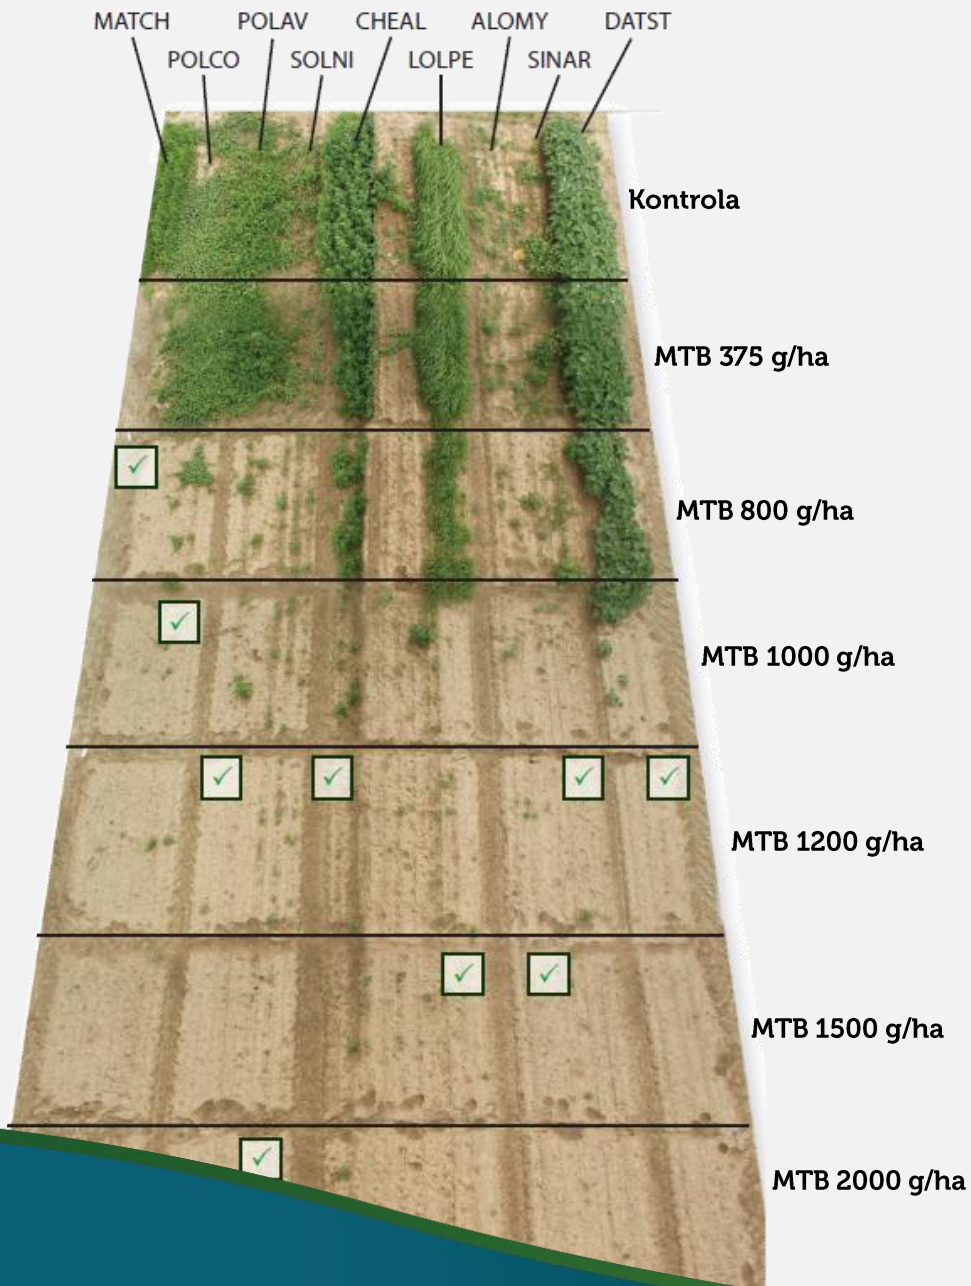 MATCH POLAV CHEAL ALOMY DATST
POLCO SOLNI LOLPE SINAR
Kontrola
MTB 375 g/ha
MTB 800 g/ha
MTB 1000 g/ha
MTB 1200 g/ha
MTB 1500 g/ha
MTB 2000 g/ha